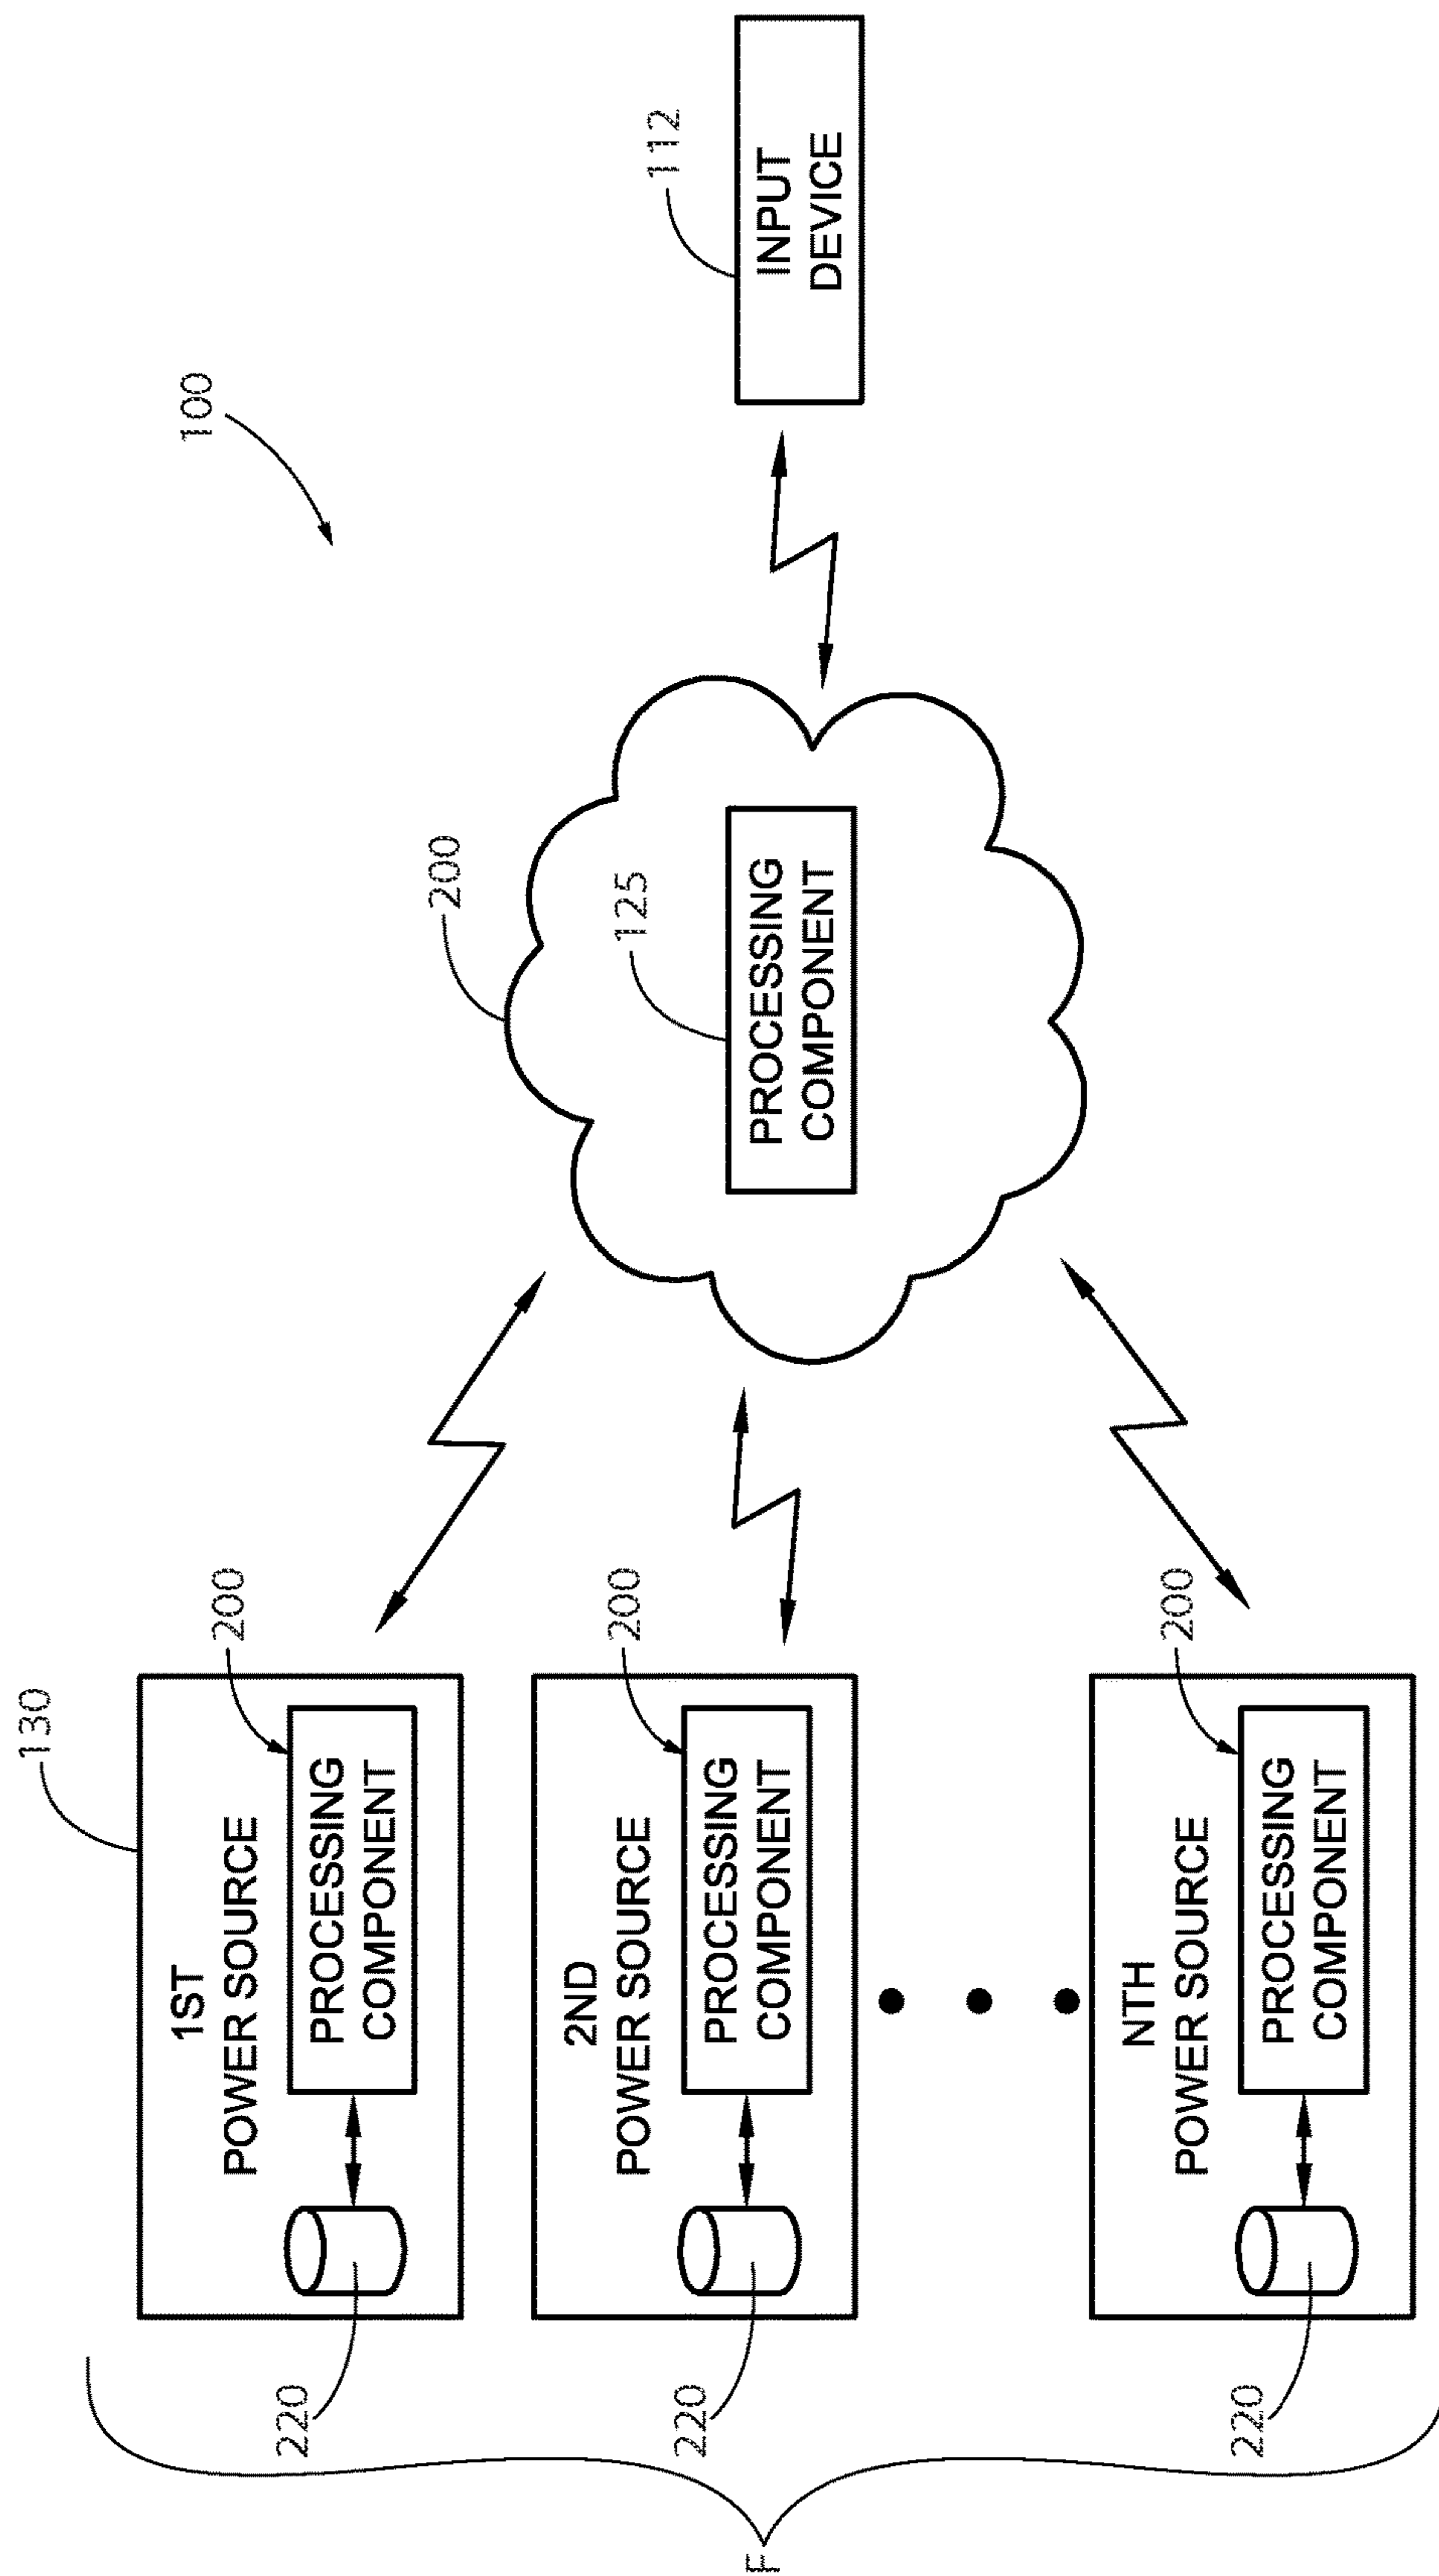 100
130
1ST
POWER SOURCE
200
PROCESSING
COMPONENT
220
2ND
POWER SOURCE
200
PROCESSING
COMPONENT
220
NTH
POWER SOURCE
200
PROCESSING
COMPONENT
220
F
200
125
PROCESSING
COMPONENT
112
INPUT
DEVICE